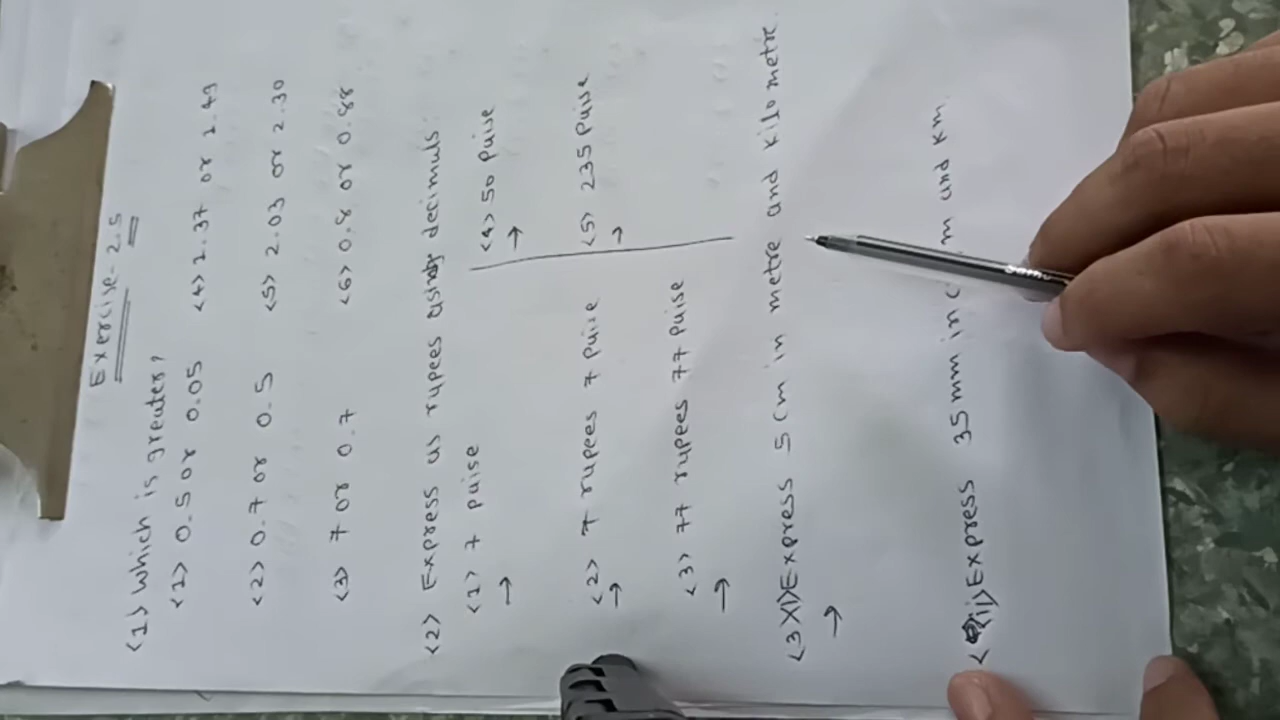 Exercise-2.5
<1> Which is greater?
<1> 0.5 or 0.05
<4> 2.37 or 2.49
<2> 0.7 or 0.5
<5> 2.03 or 2.30
<3> 7 or 0.7
<6> 0.8 or 0.88
<2> Express as rupees using decimals:
<1> 7 paise
→
<4> 50 Paise
→
<2> 7 rupees 7 paise
→
<5> 235 Paise
→
<3> 77 rupees 77 Paise
→
<3>(i)Express 5 cm in metre and kilometre.
→
(ii)Express 35 mm in m and Km